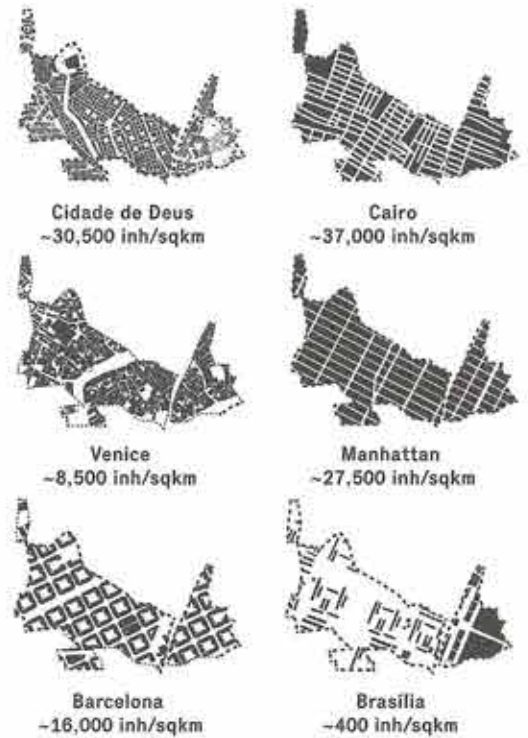 Cidade de Deus
~30,500 inh/sqkm
Cairo
~37,000 inh/sqkm
Venice
~8,500 inh/sqkm
Manhattan
~27,500 inh/sqkm
Barcelona
~16,000 inh/sqkm
Brasília
~400 inh/sqkm